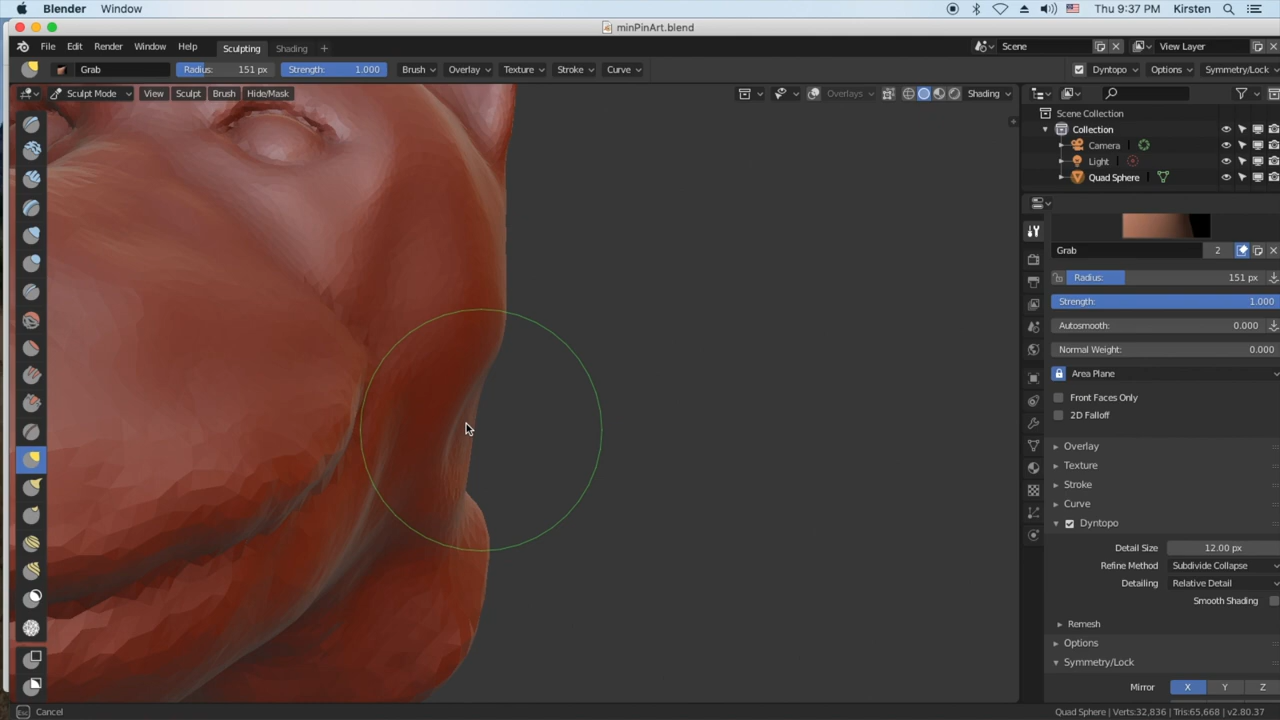 Blender Window Thu 9:37 PM Kirsten
minPinArt.blend
File Edit Render Window Help Sculpting Shading + Scene View Layer
Grab Radius: 151 px Strength: 1.000 Brush Overlay Texture Stroke Curve Dyntopo Options Symmetry/Lock
Sculpt Mode View Sculpt Brush Hide/Mask Overlays Shading
Scene Collection
Collection
Camera
Light
Quad Sphere
Grab 2
Radius: 151 px
Strength: 1.000
Autosmooth: 0.000
Normal Weight: 0.000
Area Plane
Front Faces Only
2D Falloff
Overlay
Texture
Stroke
Curve
Dyntopo
Detail Size 12.00 px
Refine Method Subdivide Collapse
Detailing Relative Detail
Smooth Shading
Remesh
Options
Symmetry/Lock
Mirror X Y Z
Esc Cancel Quad Sphere | Verts:32,836 | Tris:65,668 | v2.80.37